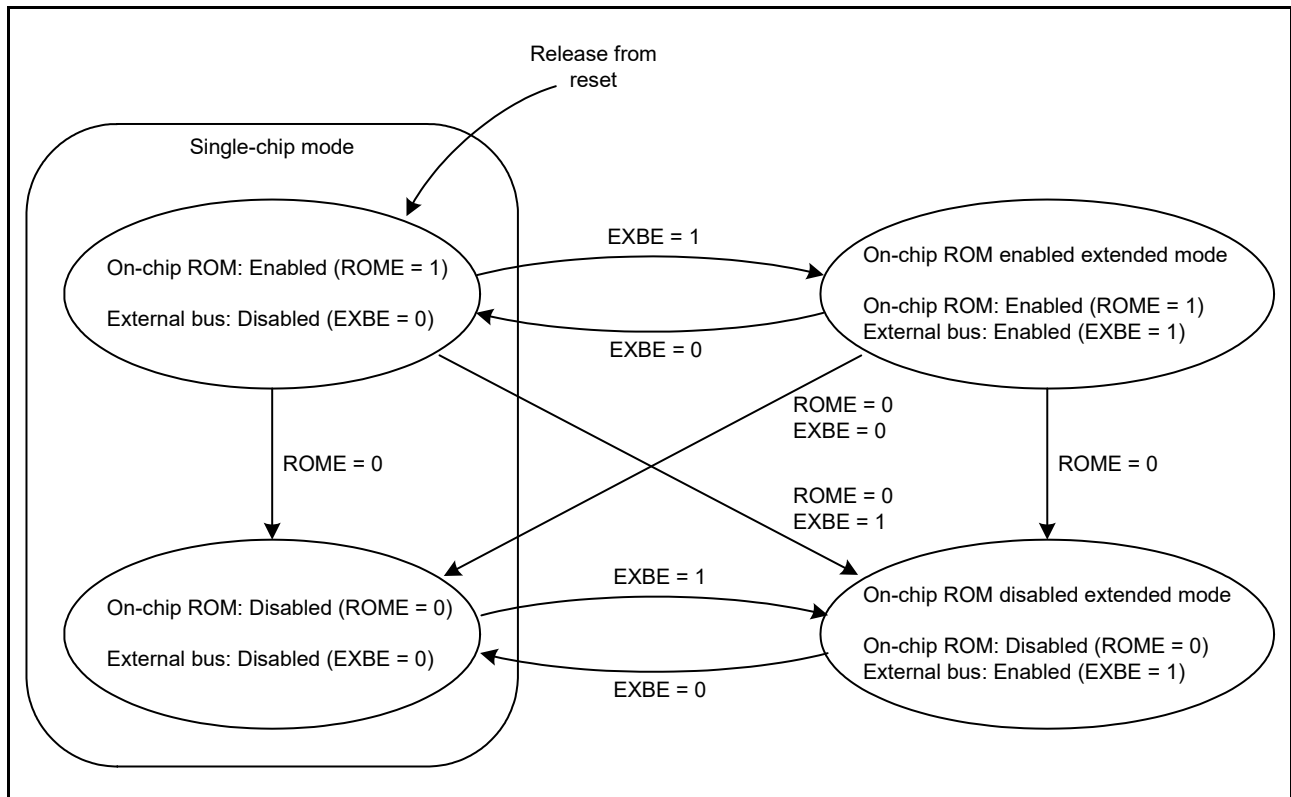 Release from
reset
Single-chip mode
On-chip ROM: Enabled (ROME = 1)
External bus: Disabled (EXBE = 0)
EXBE = 1
EXBE = 0
On-chip ROM enabled extended mode
On-chip ROM: Enabled (ROME = 1)
External bus: Enabled (EXBE = 1)
ROME = 0
EXBE = 0
ROME = 0
ROME = 0
ROME = 0
EXBE = 1
On-chip ROM: Disabled (ROME = 0)
External bus: Disabled (EXBE = 0)
EXBE = 1
EXBE = 0
On-chip ROM disabled extended mode
On-chip ROM: Disabled (ROME = 0)
External bus: Enabled (EXBE = 1)